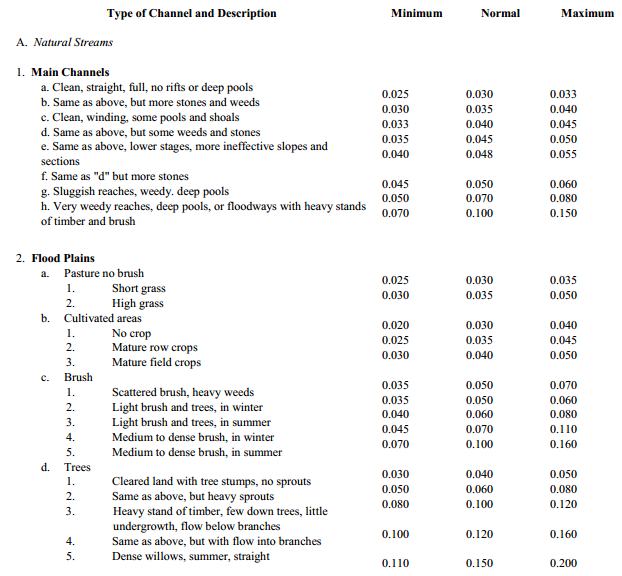 Type of Channel and Description Minimum Normal Maximum
A. Natural Streams
1. Main Channels
a. Clean, straight, full, no rifts or deep pools 0.025 0.030 0.033
b. Same as above, but more stones and weeds 0.030 0.035 0.040
c. Clean, winding, some pools and shoals 0.033 0.040 0.045
d. Same as above, but some weeds and stones 0.035 0.045 0.050
e. Same as above, lower stages, more ineffective slopes and 0.040 0.048 0.055
sections
f. Same as "d" but more stones 0.045 0.050 0.060
g. Sluggish reaches, weedy. deep pools 0.050 0.070 0.080
h. Very weedy reaches, deep pools, or floodways with heavy stands 0.070 0.100 0.150
of timber and brush
2. Flood Plains
a. Pasture no brush
1. Short grass 0.025 0.030 0.035
2. High grass 0.030 0.035 0.050
b. Cultivated areas
1. No crop 0.020 0.030 0.040
2. Mature row crops 0.025 0.035 0.045
3. Mature field crops 0.030 0.040 0.050
c. Brush
1. Scattered brush, heavy weeds 0.035 0.050 0.070
2. Light brush and trees, in winter 0.035 0.050 0.060
3. Light brush and trees, in summer 0.040 0.060 0.080
4. Medium to dense brush, in winter 0.045 0.070 0.110
5. Medium to dense brush, in summer 0.070 0.100 0.160
d. Trees
1. Cleared land with tree stumps, no sprouts 0.030 0.040 0.050
2. Same as above, but heavy sprouts 0.050 0.060 0.080
3. Heavy stand of timber, few down trees, little 0.080 0.100 0.120
undergrowth, flow below branches
4. Same as above, but with flow into branches 0.100 0.120 0.160
5. Dense willows, summer, straight 0.110 0.150 0.200